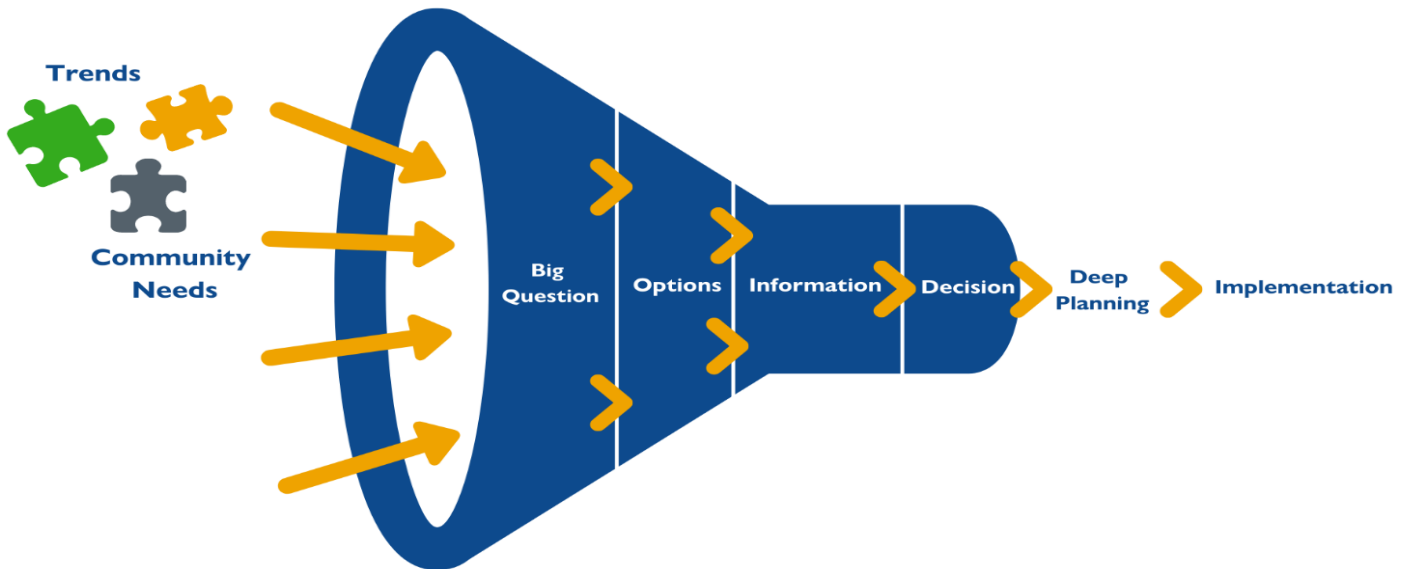 Trends
Community
Needs
Big
Question
Options
Information
Decision
Deep
Planning
Implementation